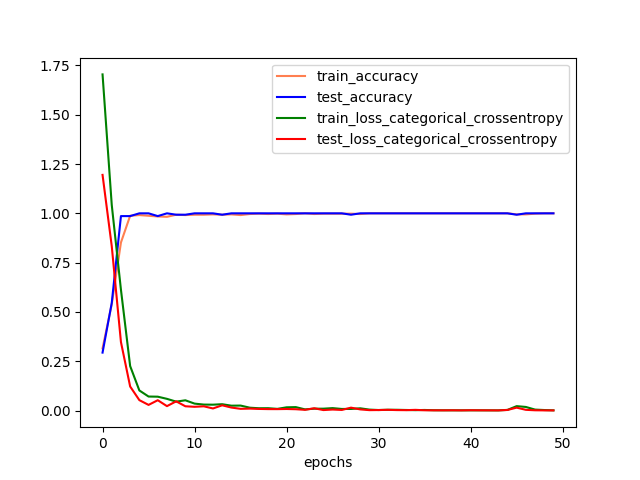 train_accuracy
test_accuracy
train_loss_categorical_crossentropy
test_loss_categorical_crossentropy
1.75
1.50
1.25
1.00
0.75
0.50
0.25
0.00
0 10 20 30 40 50
epochs